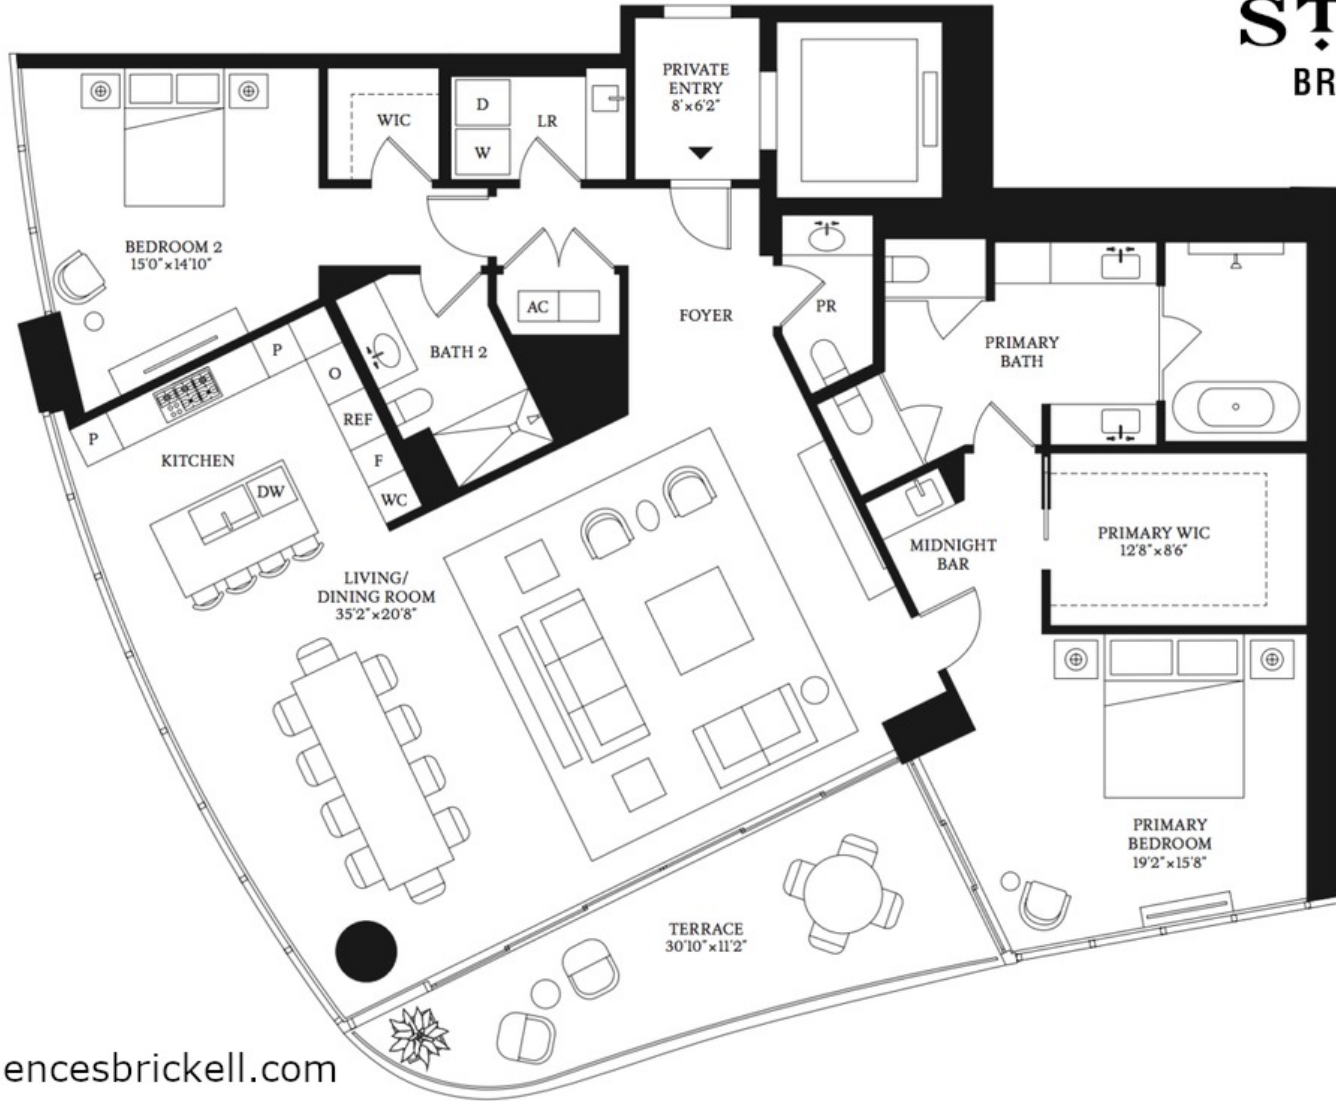 ST
BR
PRIVATE
ENTRY
8'×6'2"
D
W
LR
WIC
BEDROOM 2
15'0"×14'10"
AC
FOYER
PR
PRIMARY
BATH
BATH 2
P
O
REF
F
WC
P
KITCHEN
DW
LIVING/
DINING ROOM
35'2"×20'8"
MIDNIGHT
BAR
PRIMARY WIC
12'8"×8'6"
PRIMARY
BEDROOM
19'2"×15'8"
TERRACE
30'10"×11'2"
encesbrickell.com